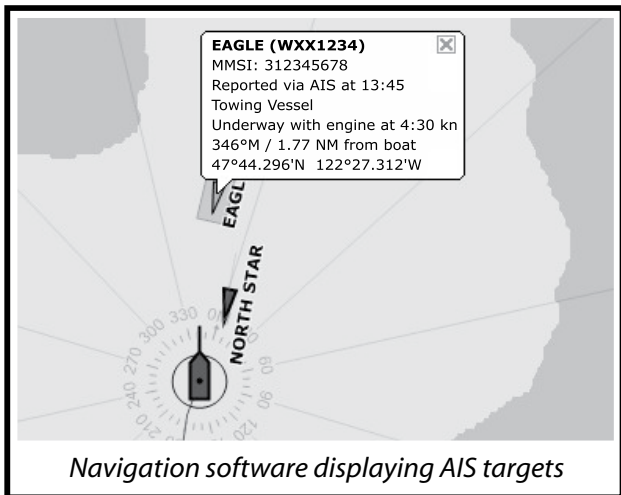 EAGLE (WXX1234)
MMSI: 312345678
Reported via AIS at 13:45
Towing Vessel
Underway with engine at 4:30 kn
346°M / 1.77 NM from boat
47°44.296'N 122°27.312'W
EAGL
NORTH STAR
330
300
270
240
210
60
90
120
Navigation software displaying AIS targets